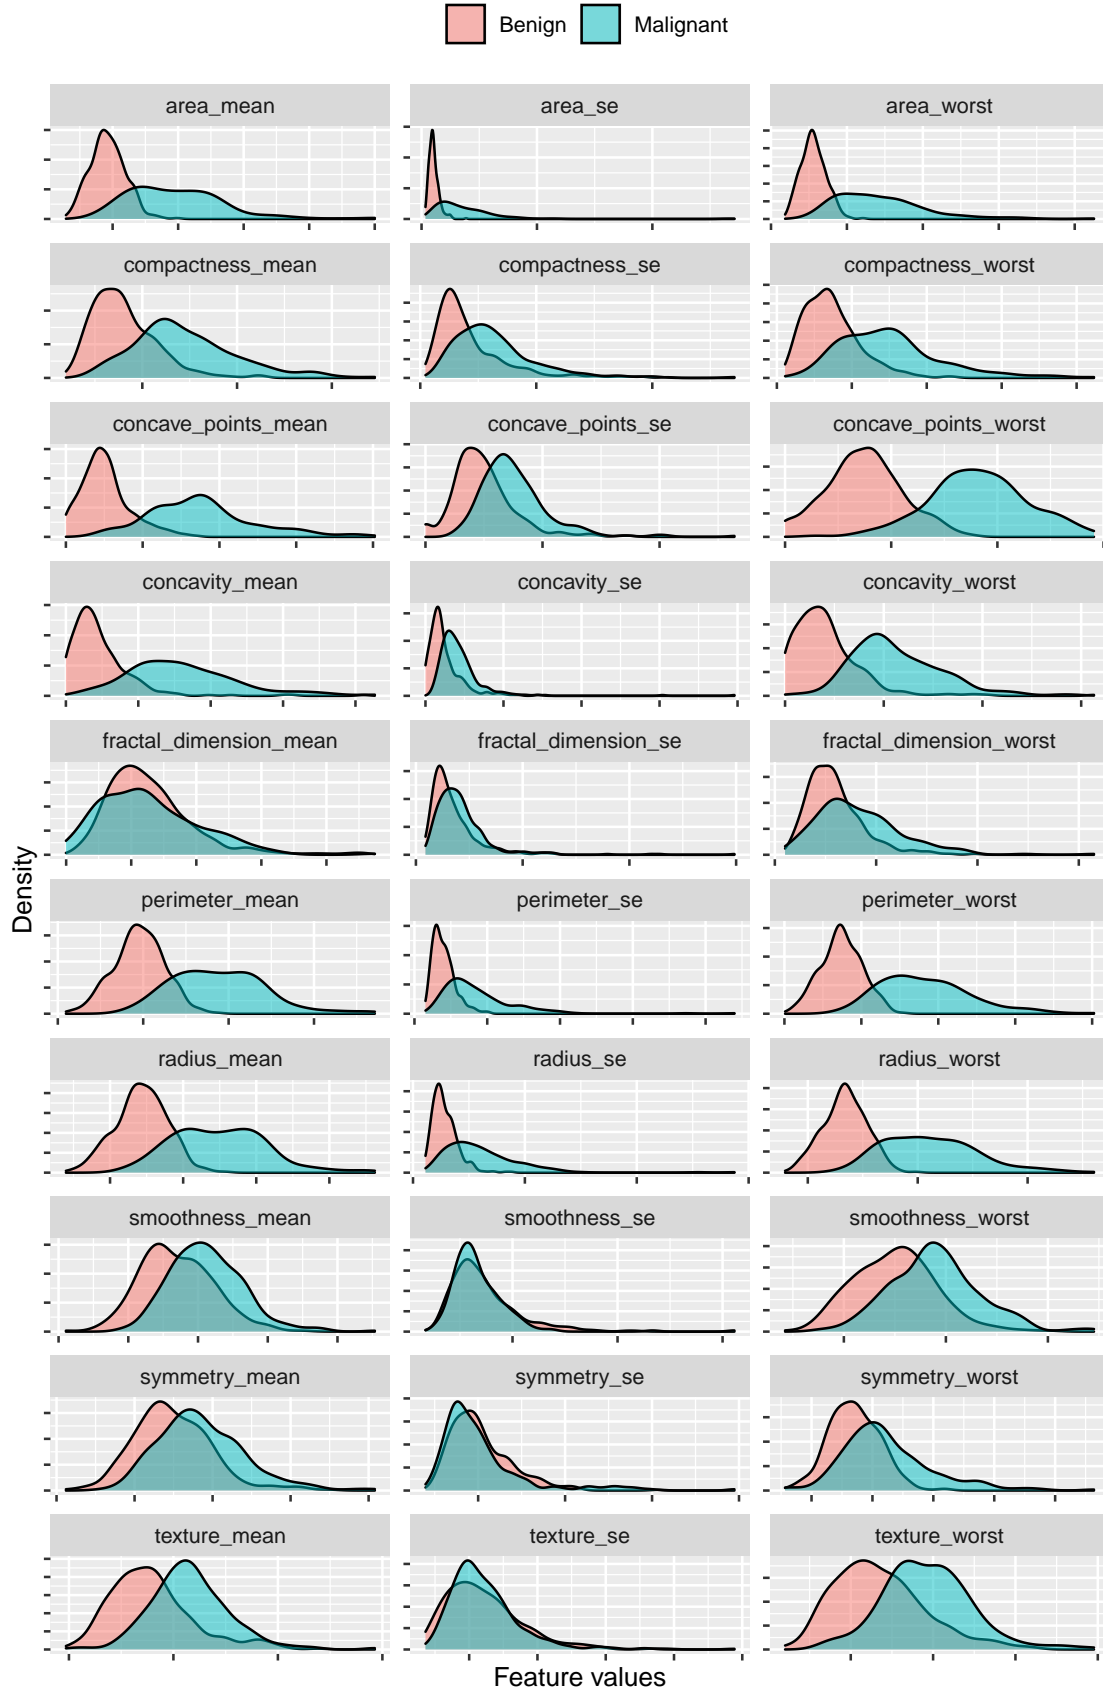 Benign Malignant
area_mean area_se area_worst
compactness_mean compactness_se compactness_worst
concave_points_mean concave_points_se concave_points_worst
concavity_mean concavity_se concavity_worst
fractal_dimension_mean fractal_dimension_se fractal_dimension_worst
Density
perimeter_mean perimeter_se perimeter_worst
radius_mean radius_se radius_worst
smoothness_mean smoothness_se smoothness_worst
symmetry_mean symmetry_se symmetry_worst
texture_mean texture_se texture_worst
Feature values